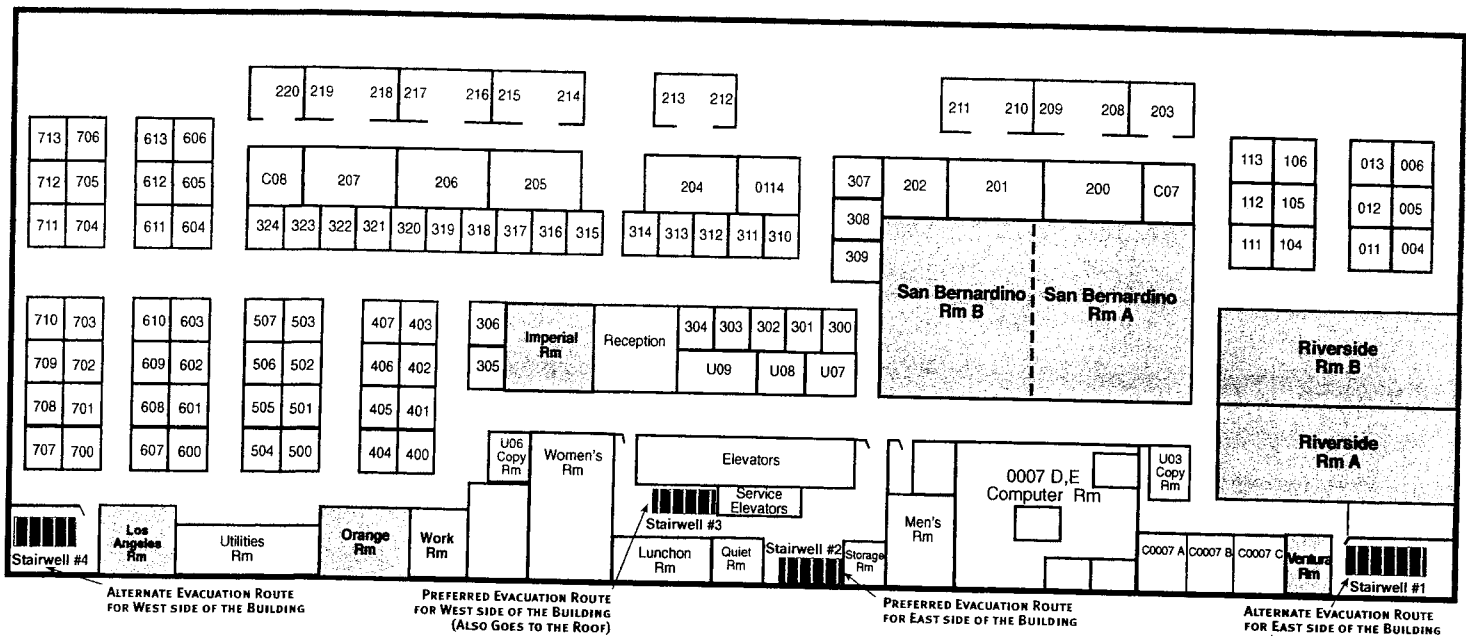 220 219 218 217 216 215 214
213 212
211 210 209 208 203
713 706
712 705
711 704
613 606
612 605
611 604
C08 207 206 205
324 323 322 321 320 319 318 317 316 315
204 0114
314 313 312 311 310
307
308
309
202 201 200 C07
San Bernardino
Rm B
San Bernardino
Rm A
113 106
112 105
111 104
013 006
012 005
011 004
710 703
709 702
708 701
707 700
610 603
609 602
608 601
607 600
507 503
506 502
505 501
504 500
407 403
406 402
405 401
404 400
306
305
Imperial
Rm
Reception
304 303 302 301 300
U09 U08 U07
Riverside
Rm B
Riverside
Rm A
U06
Copy
Rm
Women's
Rm
Elevators
Service
Elevators
Stairwell #3
0007 D,E
Computer Rm
U03
Copy
Rm
Stairwell #4
Los
Angeles
Rm
Utilities
Rm
Orange
Rm
Work
Rm
Lunchon
Rm
Quiet
Rm
Stairwell #2
Storage
Rm
Men's
Rm
C0007 A C0007 B C0007 C
Ventura
Rm
Stairwell #1
ALTERNATE EVACUATION ROUTE
FOR WEST SIDE OF THE BUILDING
PREFERRED EVACUATION ROUTE
FOR WEST SIDE OF THE BUILDING
(ALSO GOES TO THE ROOF)
PREFERRED EVACUATION ROUTE
FOR EAST SIDE OF THE BUILDING
ALTERNATE EVACUATION ROUTE
FOR EAST SIDE OF THE BUILDING